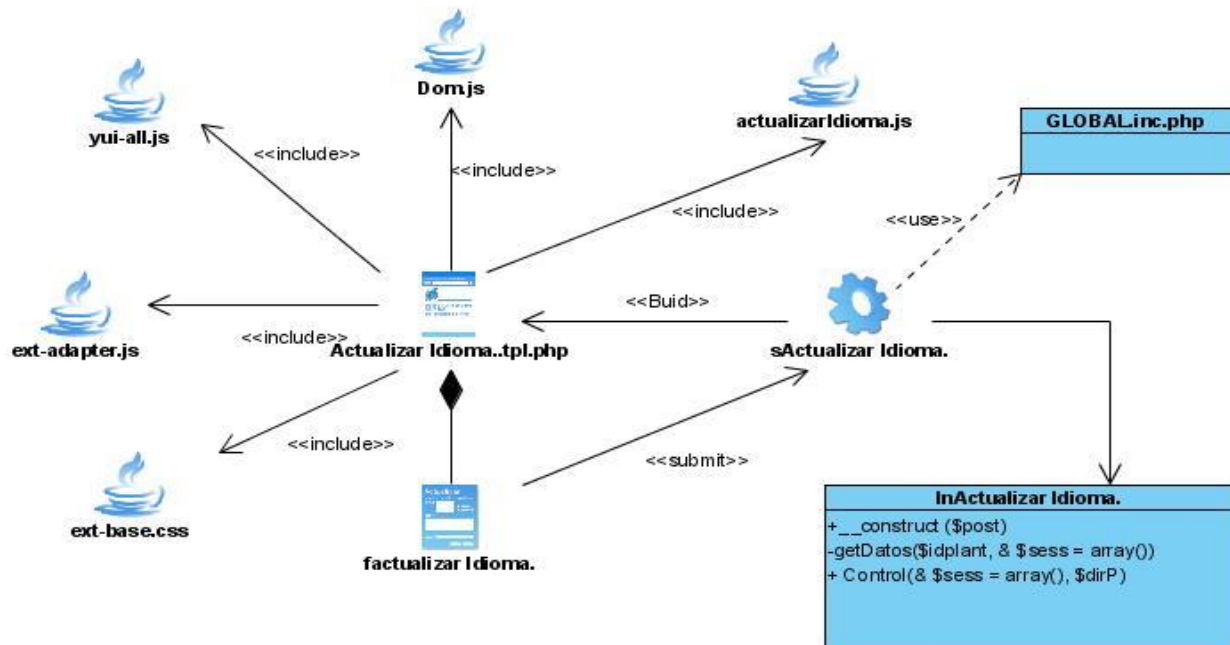 Dom.js
yui-all.js
actualizarIdioma.js
GLOBAL.inc.php
<<include>>
<<include>>
<<include>>
<<use>>
<<Buid>>
ext-adapter.js
<<include>>
Actualizar Idioma..tpl.php
sActualizar Idioma.
<<include>>
<<submit>>
ext-base.css
factualizar Idioma.
InActualizar Idioma.
+__construct ($post)
-getDatos($idplant, & $sess = array())
+ Control(& $sess = array(), $dirP)
Actualizar